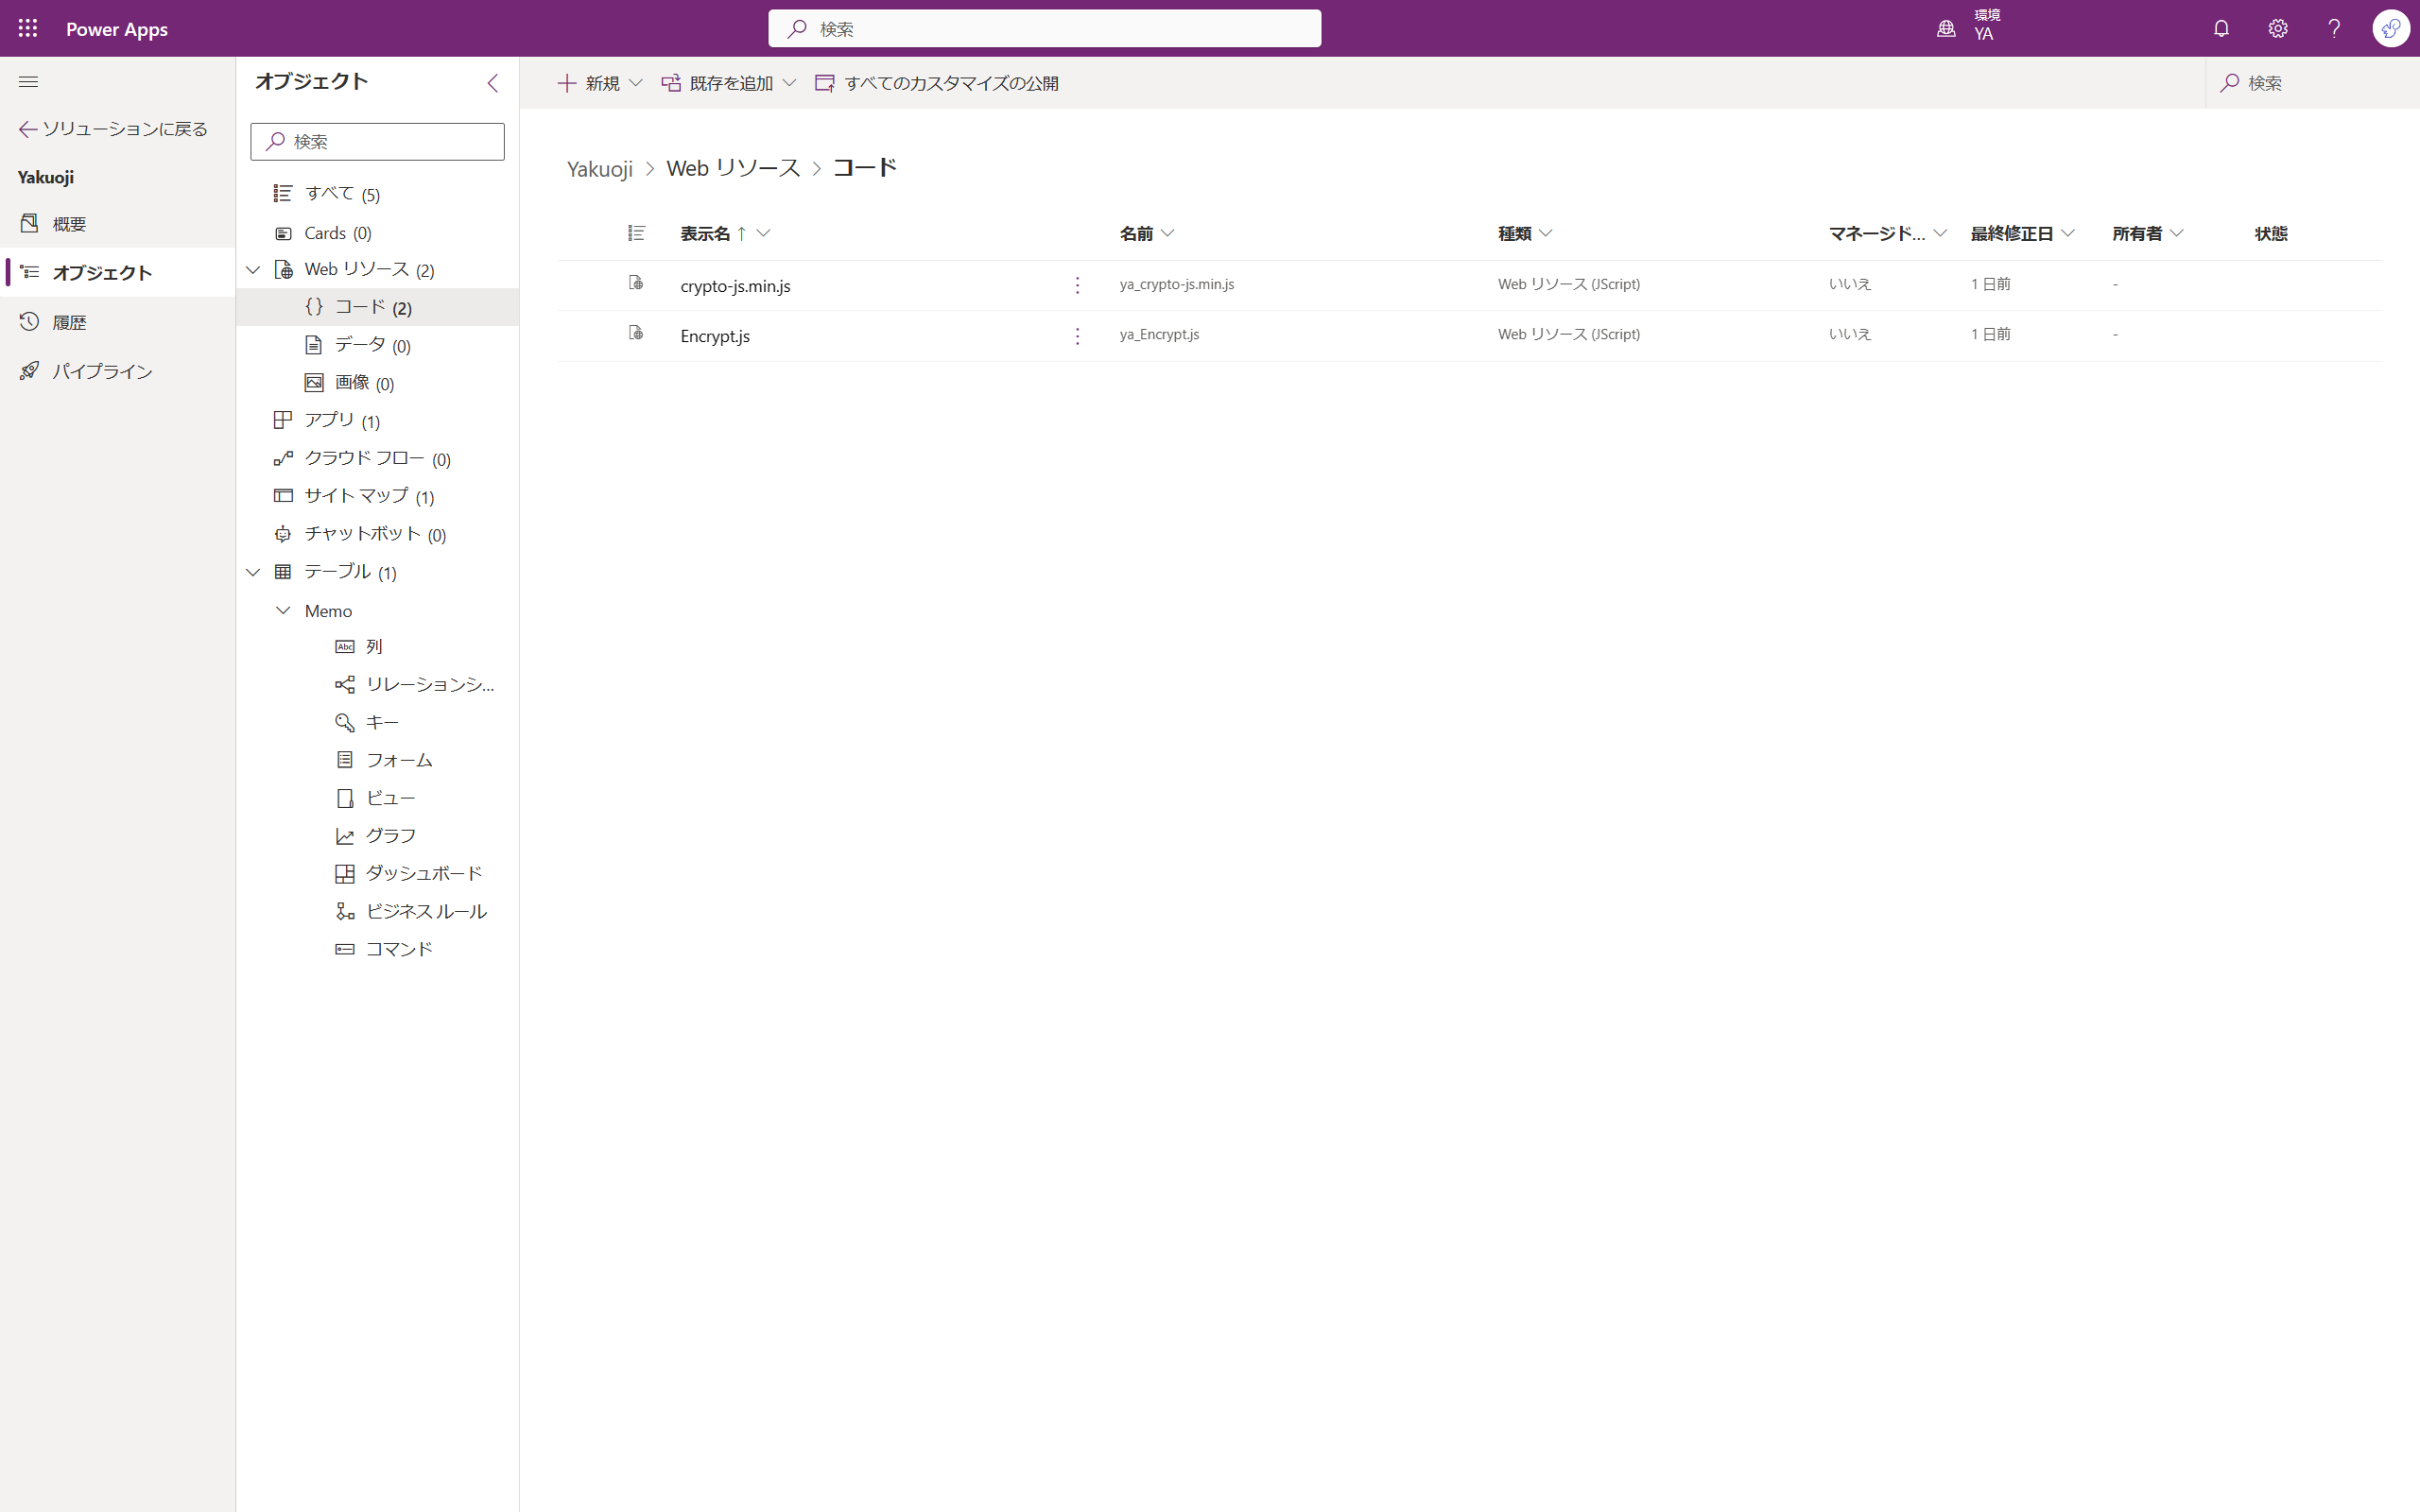 Power Apps
検索
環境
YA
ソリューションに戻る
Yakuoji
概要
オブジェクト
履歴
パイプライン
オブジェクト
検索
すべて (5)
Cards (0)
Web リソース (2)
コード (2)
データ (0)
画像 (0)
アプリ (1)
クラウド フロー (0)
サイト マップ (1)
チャットボット (0)
テーブル (1)
Memo
Abc 列
リレーションシ...
キー
フォーム
ビュー
グラフ
ダッシュボード
ビジネス ルール
コマンド
新規 既存を追加 すべてのカスタマイズの公開 検索
Yakuoji > Web リソース > コード
表示名 ↑ 名前 種類 マネージド... 最終修正日 所有者 状態
crypto-js.min.js ya_crypto-js.min.js Web リソース (JScript) いいえ 1 日前 -
Encrypt.js ya_Encrypt.js Web リソース (JScript) いいえ 1 日前 -